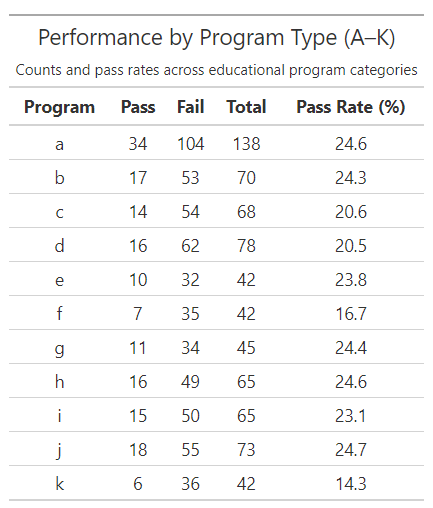 Performance by Program Type (A–K)
Counts and pass rates across educational program categories
Program Pass Fail Total Pass Rate (%)
a 34 104 138 24.6
b 17 53 70 24.3
c 14 54 68 20.6
d 16 62 78 20.5
e 10 32 42 23.8
f 7 35 42 16.7
g 11 34 45 24.4
h 16 49 65 24.6
i 15 50 65 23.1
j 18 55 73 24.7
k 6 36 42 14.3